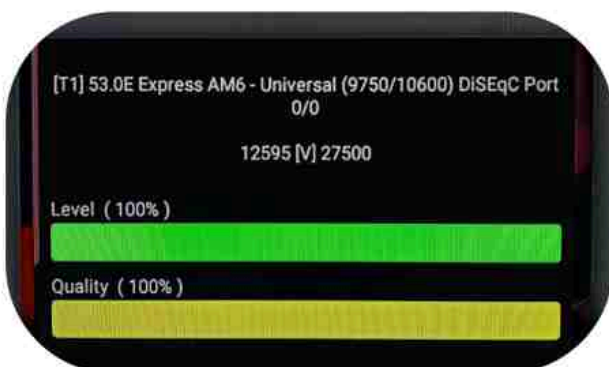 [T1] 53.0E Express AM6 - Universal (9750/10600) DiSEqC Port
0/0
12595 [V] 27500
Level ( 100% )
Quality ( 100% )